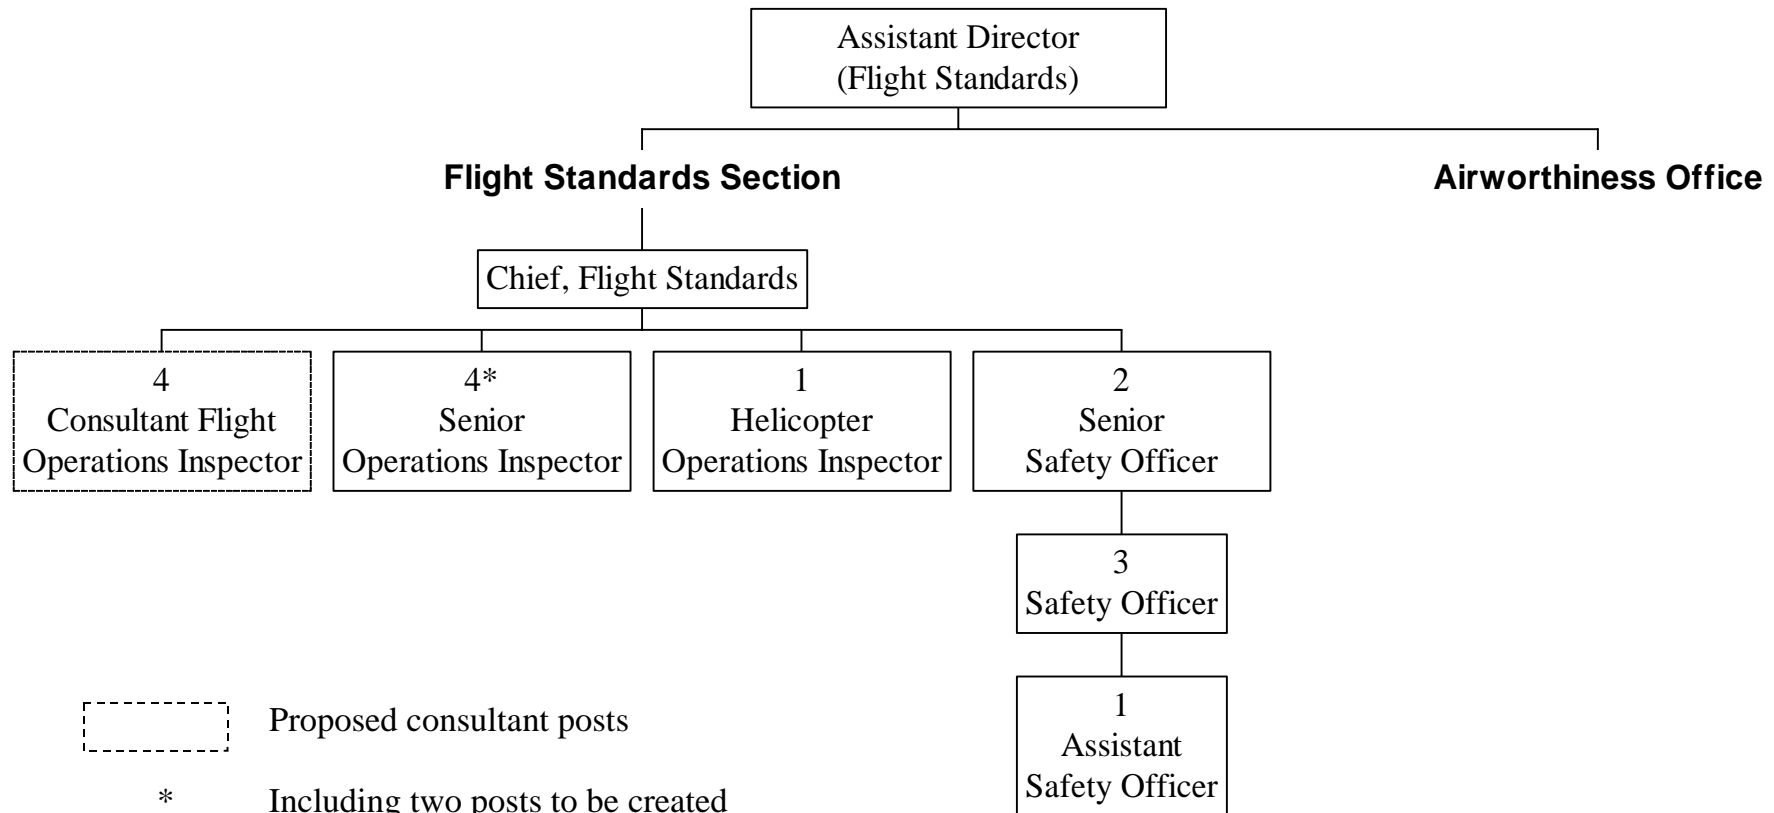 Assistant Director
(Flight Standards)
Flight Standards Section
Airworthiness Office
Chief, Flight Standards
4
Consultant Flight
Operations Inspector
4*
Senior
Operations Inspector
1
Helicopter
Operations Inspector
2
Senior
Safety Officer
3
Safety Officer
1
Assistant
Safety Officer
Proposed consultant posts
* Including two posts to be created